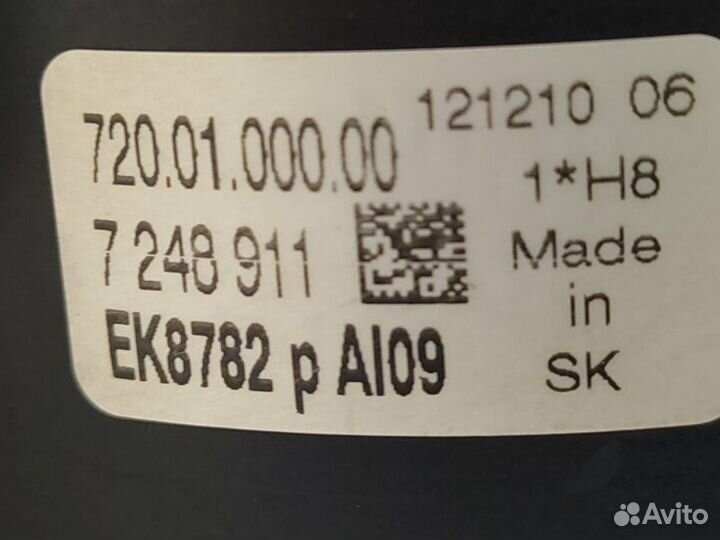 720.01.000.00
121210 06
1*H8
7 248 911
Made
in
SK
EK8782 p AI09
Avito